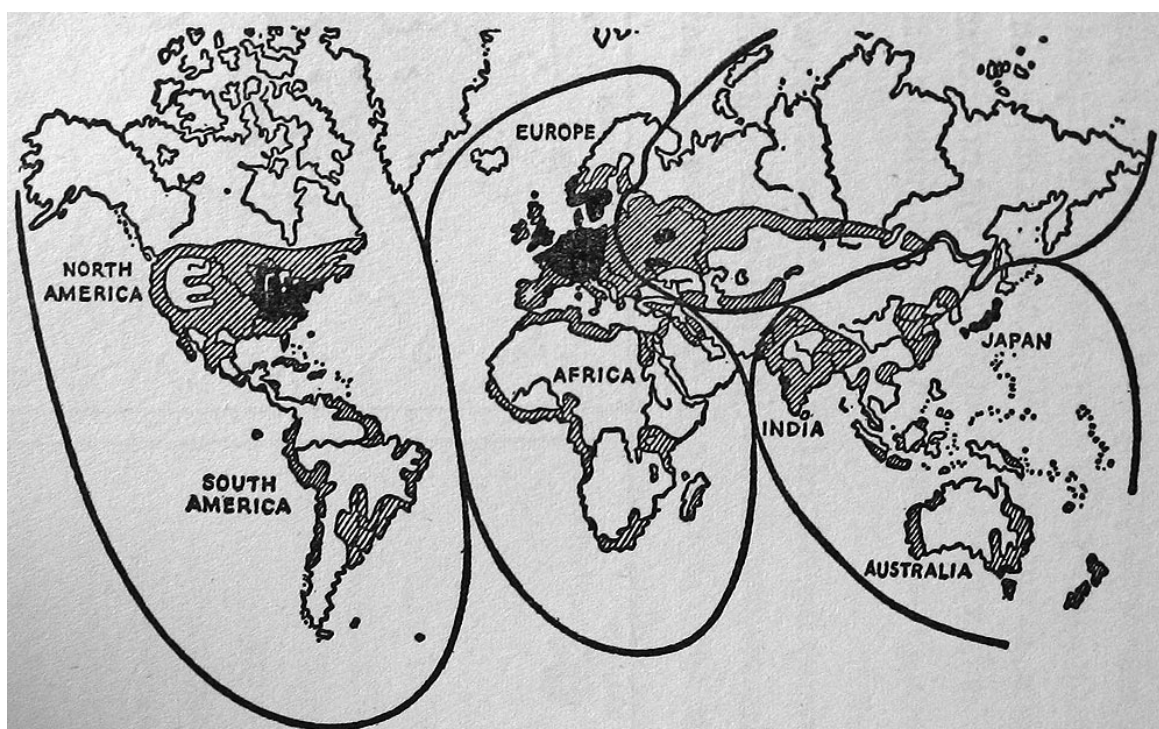 EUROPE
NORTH
AMERICA
JAPAN
AFRICA
INDIA
SOUTH
AMERICA
AUSTRALIA